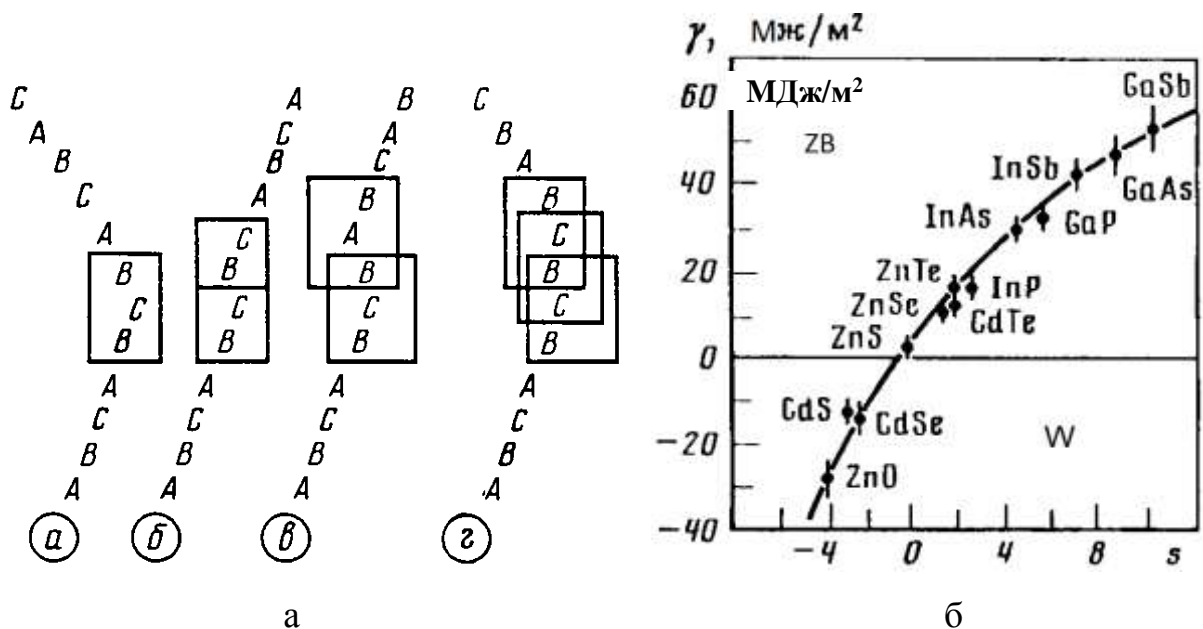 C A B C
A C A B
B B C A
C A B B
A C A C
B B B B
C C C C
B B B B
A A A A
C C C C
B B B B
A A A A
а б в г
а
γ, Мж/м²
МДж/м²
60
40
20
0
−20
−40
ZB
GaSb
InSb
GaAs
InAs
GaP
ZnTe
InP
ZnSe
CdTe
ZnS
CdS
CdSe
W
ZnO
−4 0 4 8 s
б